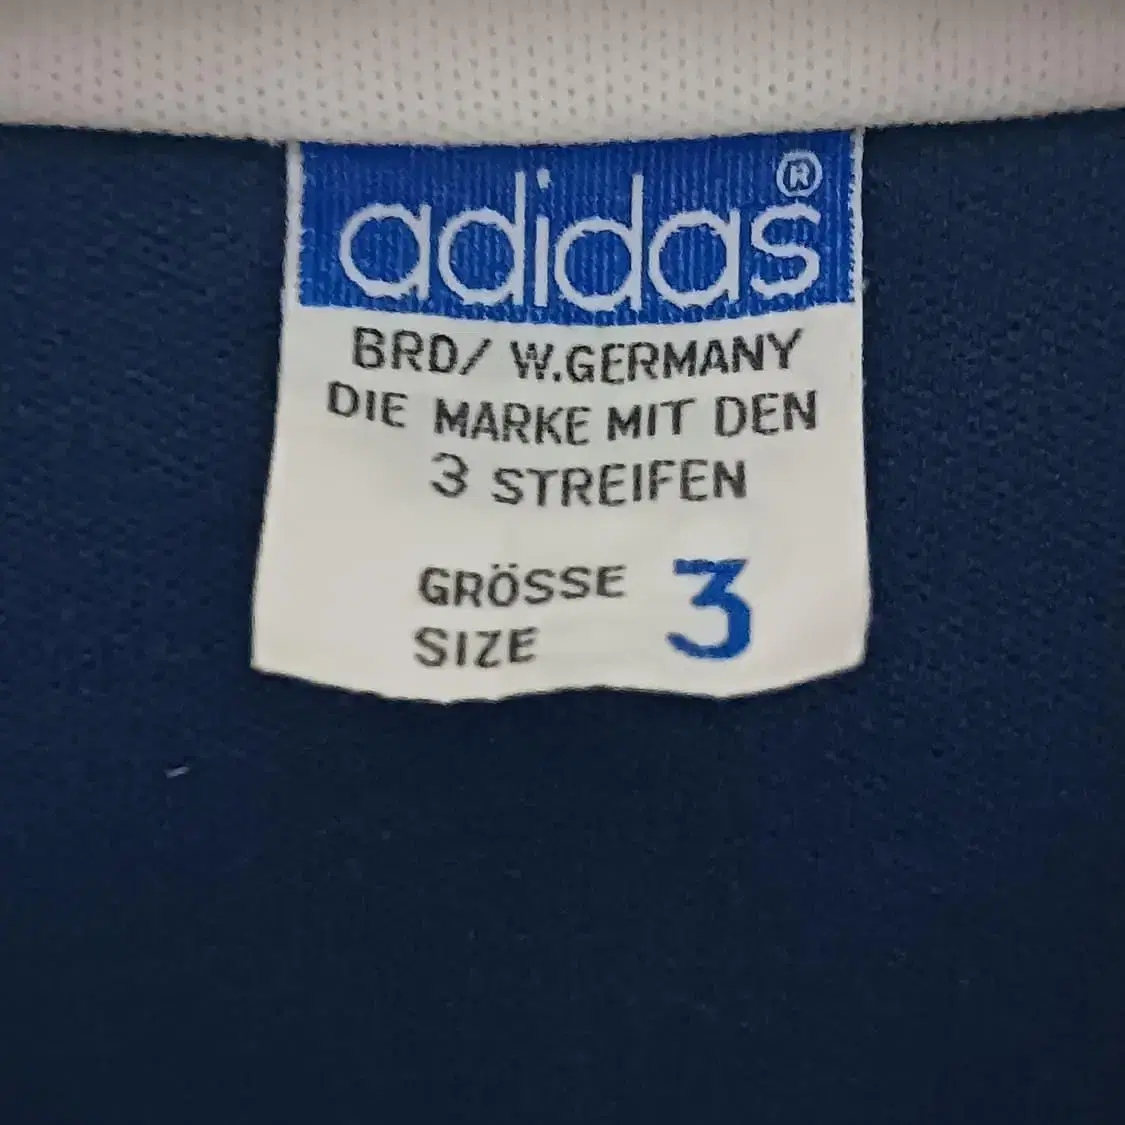 adidas®
BRD/ W.GERMANY
DIE MARKE MIT DEN
3 STREIFEN
GRÖSSE 3
SIZE